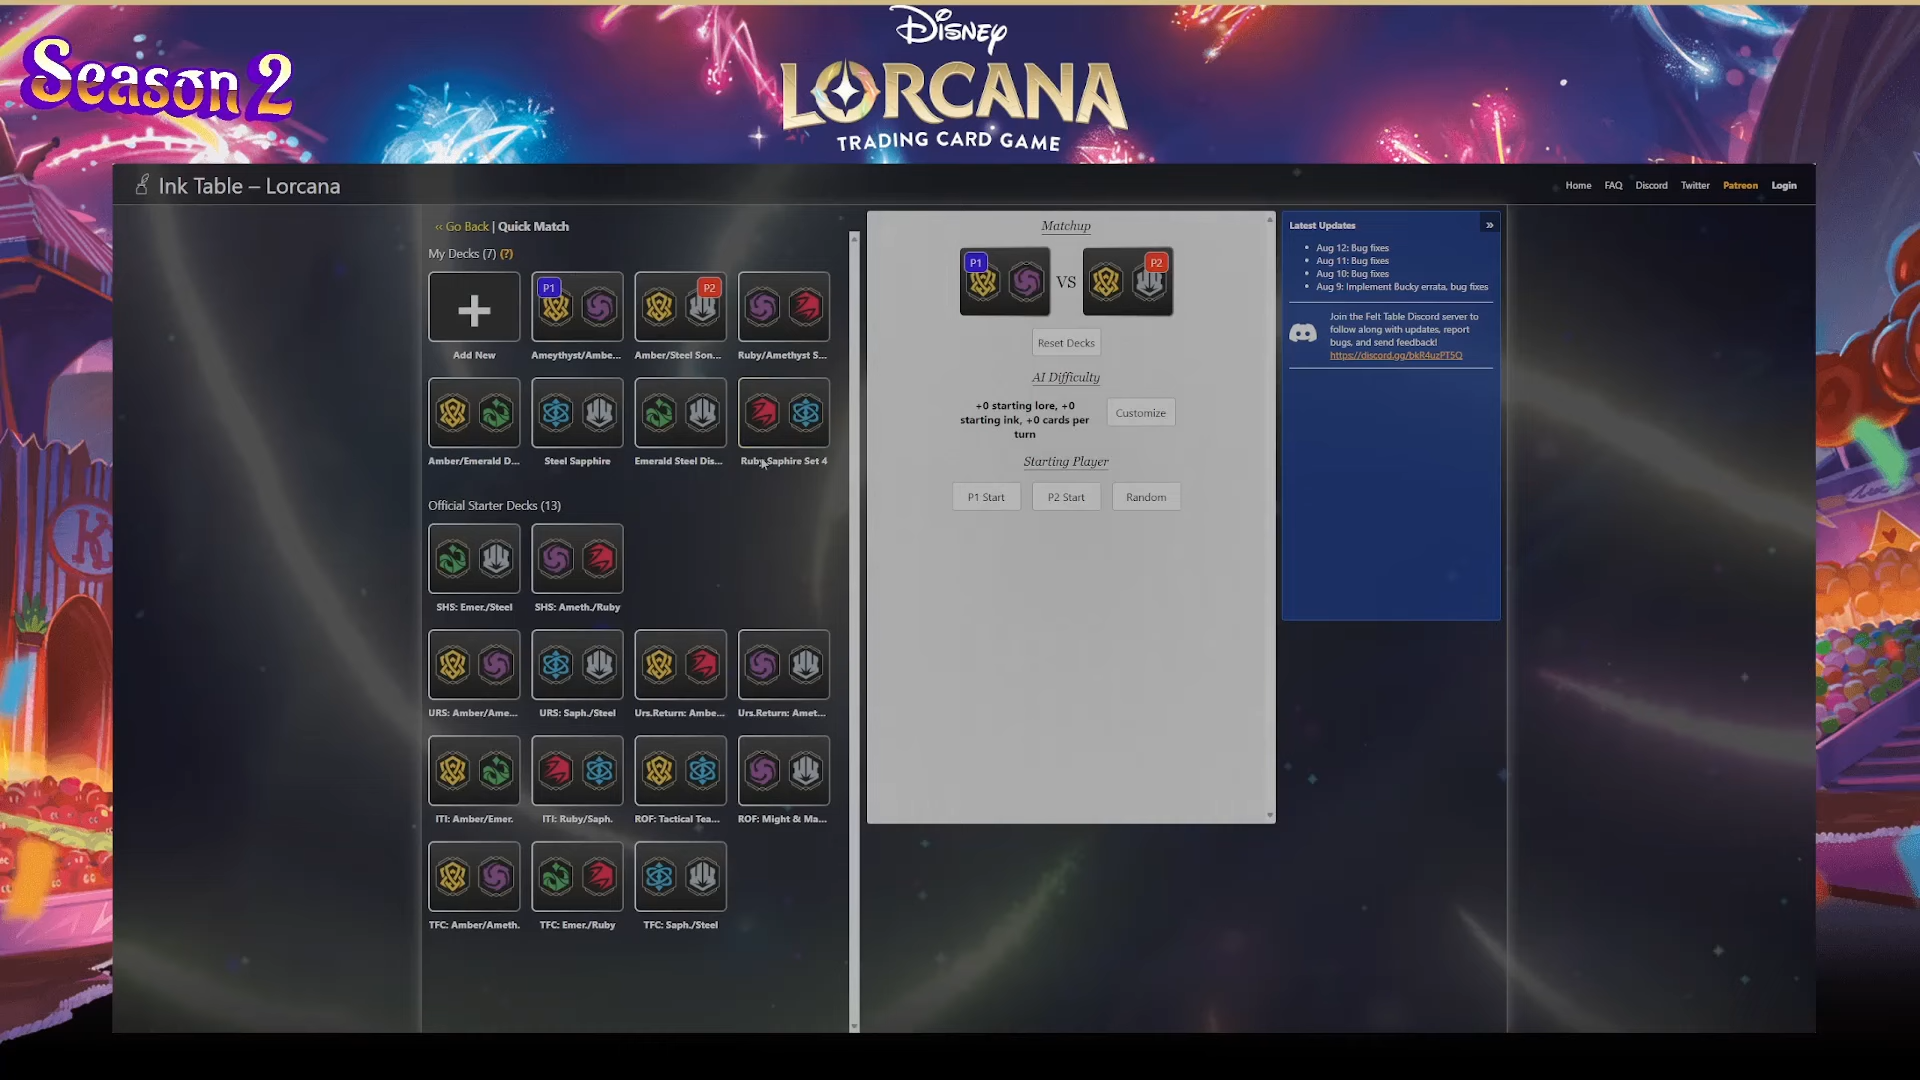 Season 2
Disney
LORCANA
TRADING CARD GAME
Ink Table – Lorcana
Home FAQ Discord Twitter Patreon Login
‹‹ Go Back | Quick Match
My Decks (7) (?)
P1
P2
Add New
Ameythyst/Ambe...
Amber/Steel Son...
Ruby/Amethyst S...
Amber/Emerald D...
Steel Sapphire
Emerald Steel Dis...
Ruby Saphire Set 4
Official Starter Decks (13)
SHS: Emer./Steel
SHS: Ameth./Ruby
URS: Amber/Ame...
URS: Saph./Steel
Urs.Return: Ambe...
Urs.Return: Amet...
ITI: Amber/Emer.
ITI: Ruby/Saph.
ROF: Tactical Tea...
ROF: Might & Ma...
TFC: Amber/Ameth.
TFC: Emer./Ruby
TFC: Saph./Steel
Matchup
P1
VS
P2
Reset Decks
AI Difficulty
+0 starting lore, +0
starting ink, +0 cards per
turn
Customize
Starting Player
P1 Start
P2 Start
Random
Latest Updates
»
Aug 12: Bug fixes
Aug 11: Bug fixes
Aug 10: Bug fixes
Aug 9: Implement Bucky errata, bug fixes
Join the Felt Table Discord server to
follow along with updates, report
bugs, and send feedback!
https://discord.gg/bkR4uzPT5Q